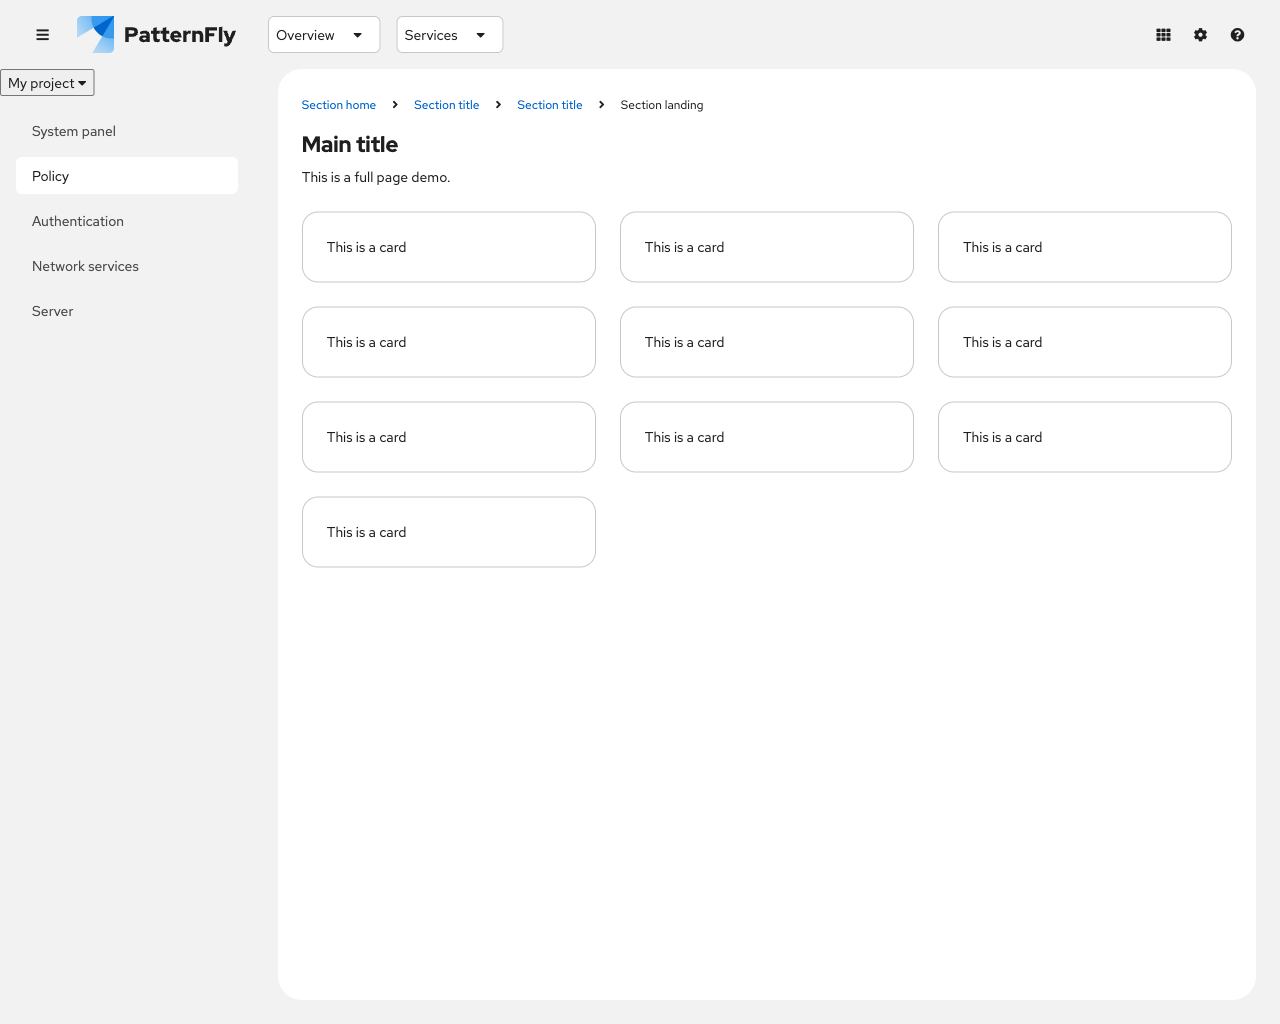 PatternFly
Overview
Services
My project
System panel
Policy
Authentication
Network services
Server
Section home
Section title
Section title
Section landing
Main title
This is a full page demo.
This is a card
This is a card
This is a card
This is a card
This is a card
This is a card
This is a card
This is a card
This is a card
This is a card